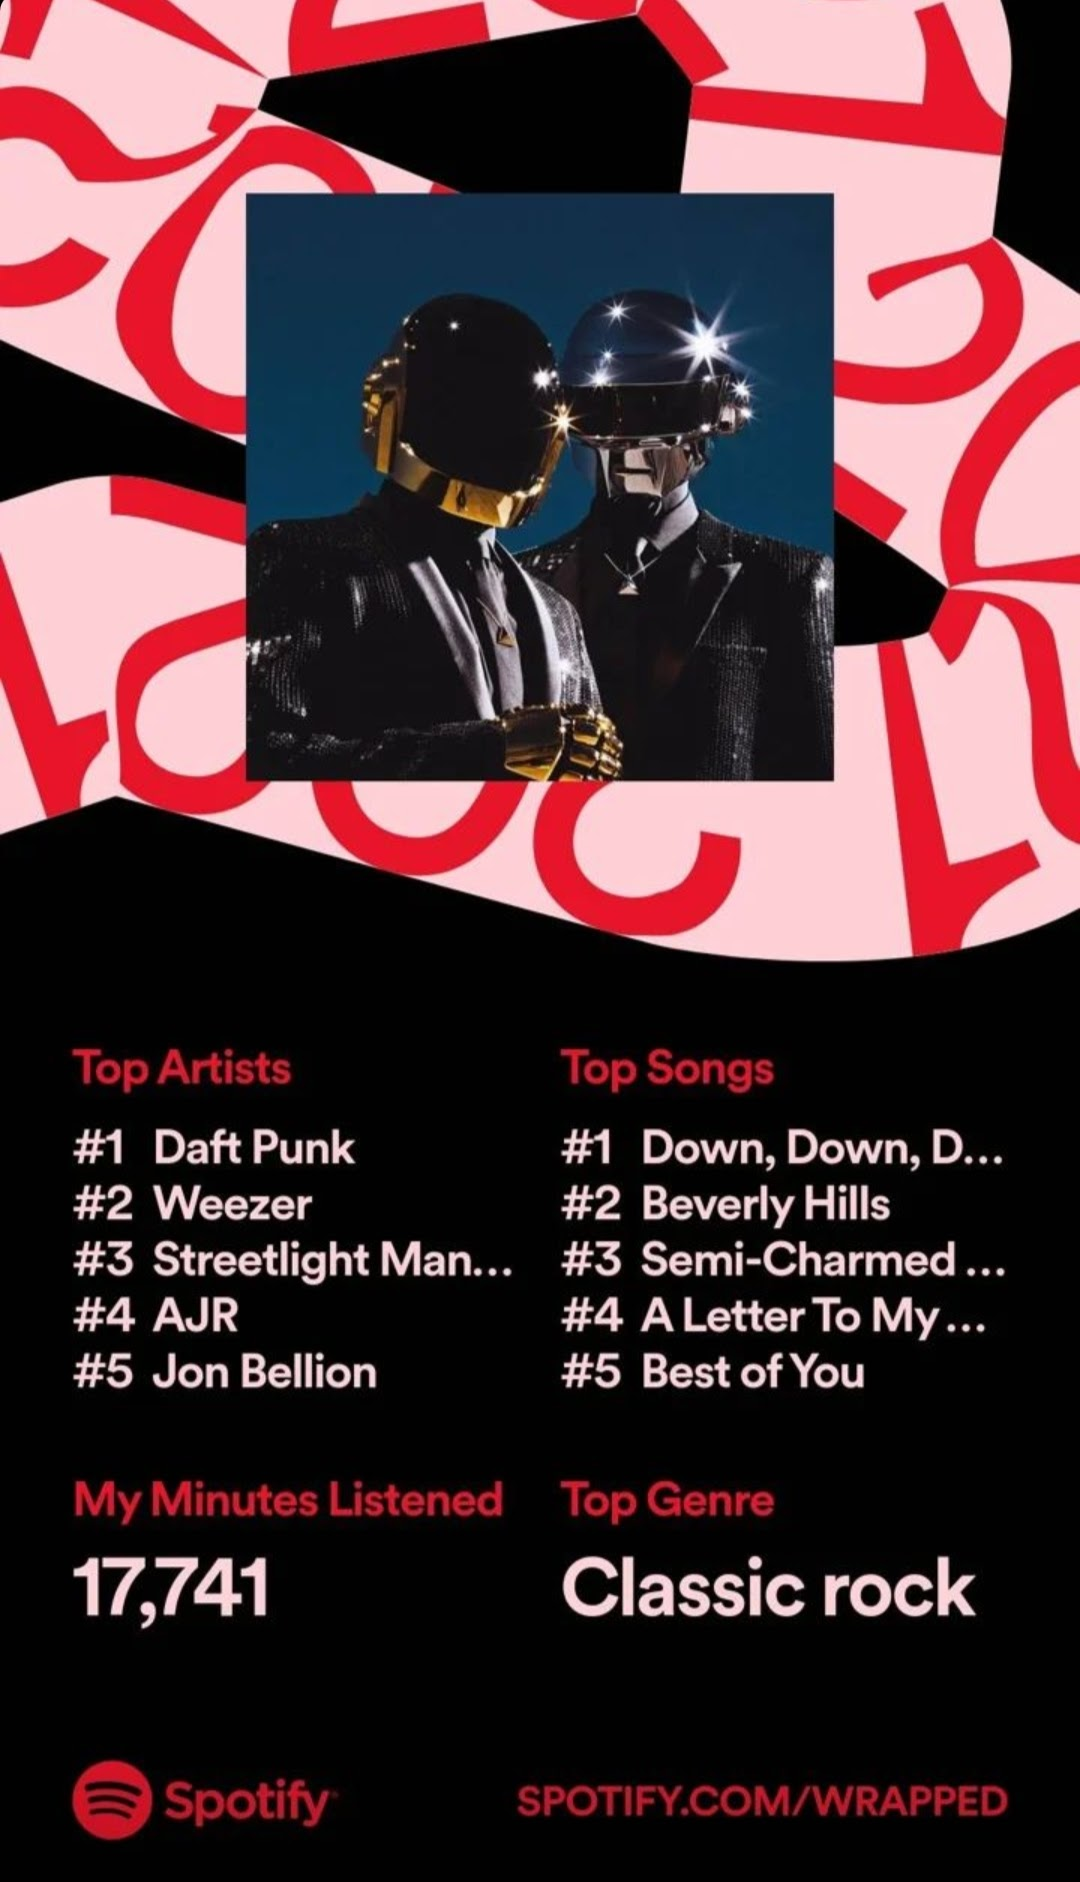 Top Artists
#1 Daft Punk
#2 Weezer
#3 Streetlight Man...
#4 AJR
#5 Jon Bellion
Top Songs
#1 Down, Down, D...
#2 Beverly Hills
#3 Semi-Charmed ...
#4 A Letter To My ...
#5 Best of You
My Minutes Listened
17,741
Top Genre
Classic rock
Spotify
SPOTIFY.COM/WRAPPED